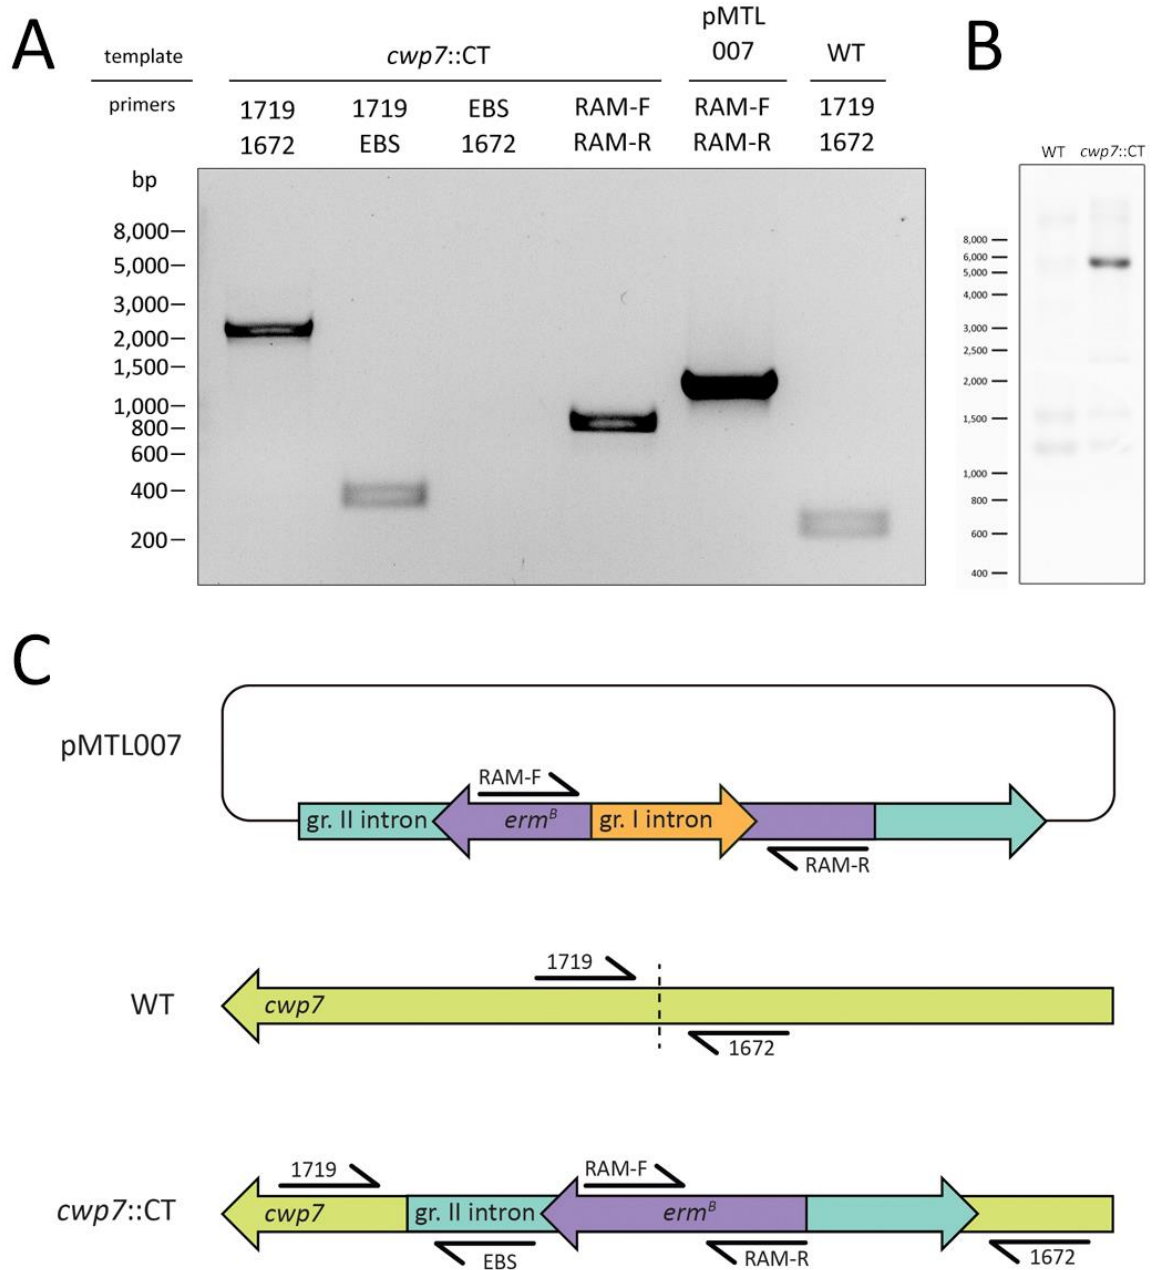 A
template
cwp7::CT
pMTL
007
WT
primers
1719
1672
1719
EBS
EBS
1672
RAM-F
RAM-R
RAM-F
RAM-R
1719
1672
bp
8,000
5,000
3,000
2,000
1,500
1,000
800
600
400
200
B
WT cwp7::CT
8,000
6,000
5,000
4,000
3,000
2,500
2,000
1,500
1,000
800
600
400
C
pMTL007
RAM-F
gr. II intron
ermB
gr. I intron
RAM-R
WT
1719
cwp7
1672
cwp7::CT
1719
RAM-F
cwp7
gr. II intron
ermB
EBS
RAM-R
1672